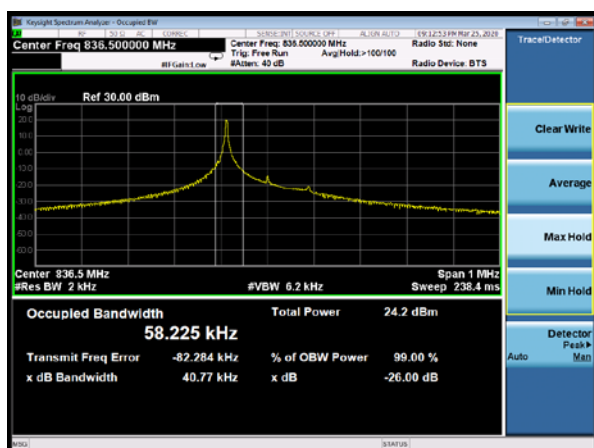 Keysight Spectrum Analyzer - Occupied BW
RF 50 Ω AC CORREC SENSE:INT SOURCE OFF ALIGN AUTO 09:12:53 PM Mar 25, 2020
Center Freq 836.500000 MHz Center Freq: 836.500000 MHz Radio Std: None Trace/Detector
Trig: Free Run Avg|Hold:>100/100
#IFGain:Low #Atten: 40 dB Radio Device: BTS
10 dB/div Ref 30.00 dBm
Log
20.0
10.0
0.00
-10.0
-20.0
-30.0
-40.0
-50.0
-60.0
Center 836.5 MHz Span 1 MHz
#Res BW 2 kHz #VBW 6.2 kHz Sweep 238.4 ms
Occupied Bandwidth Total Power 24.2 dBm
58.225 kHz
Transmit Freq Error -82.284 kHz % of OBW Power 99.00 %
x dB Bandwidth 40.77 kHz x dB -26.00 dB
Clear Write
Average
Max Hold
Min Hold
Detector
Peak▶
Auto Man
MSG STATUS